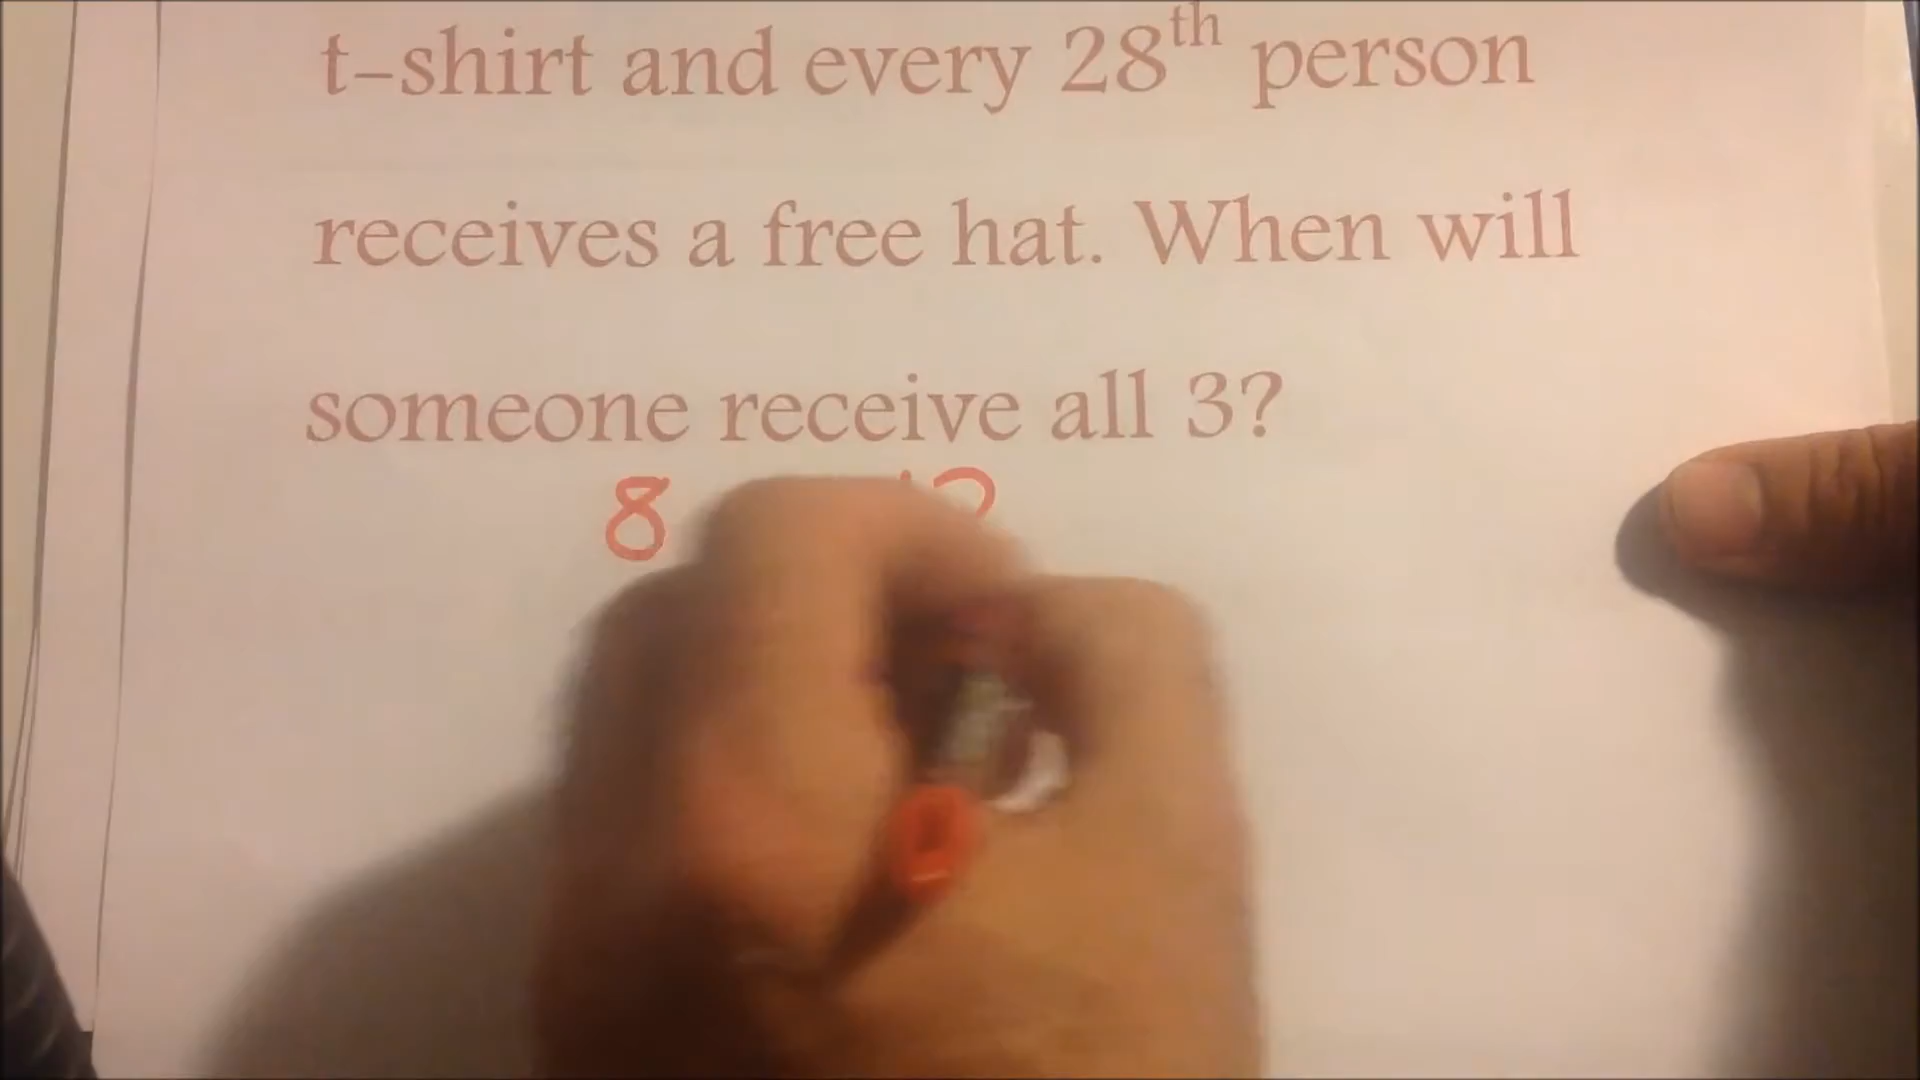 t-shirt and every 28th person
receives a free hat. When will
someone receive all 3?
8